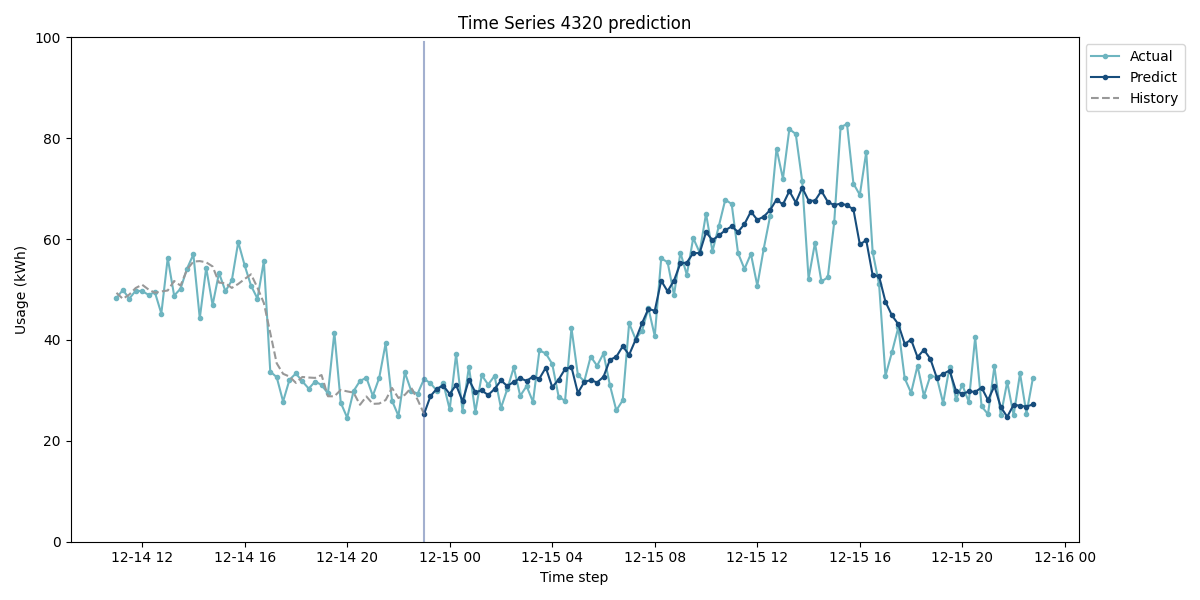 Time Series 4320 prediction
Usage (kWh)
100
80
60
40
20
0
12-14 12
12-14 16
12-14 20
12-15 00
12-15 04
12-15 08
12-15 12
12-15 16
12-15 20
12-16 00
Time step
Actual
Predict
History